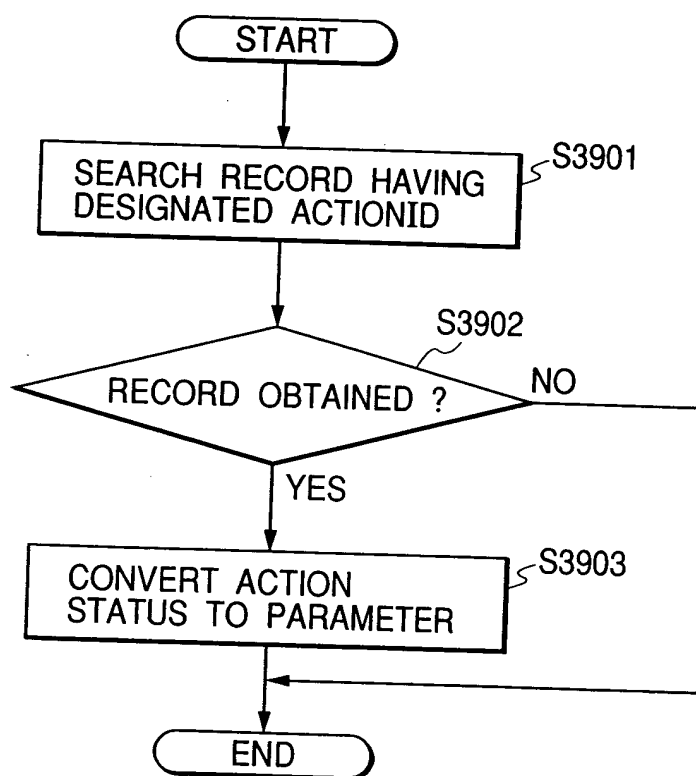 START
SEARCH RECORD HAVING
DESIGNATED ACTIONID
S3901
S3902
RECORD OBTAINED ?
NO
YES
CONVERT ACTION
STATUS TO PARAMETER
S3903
END